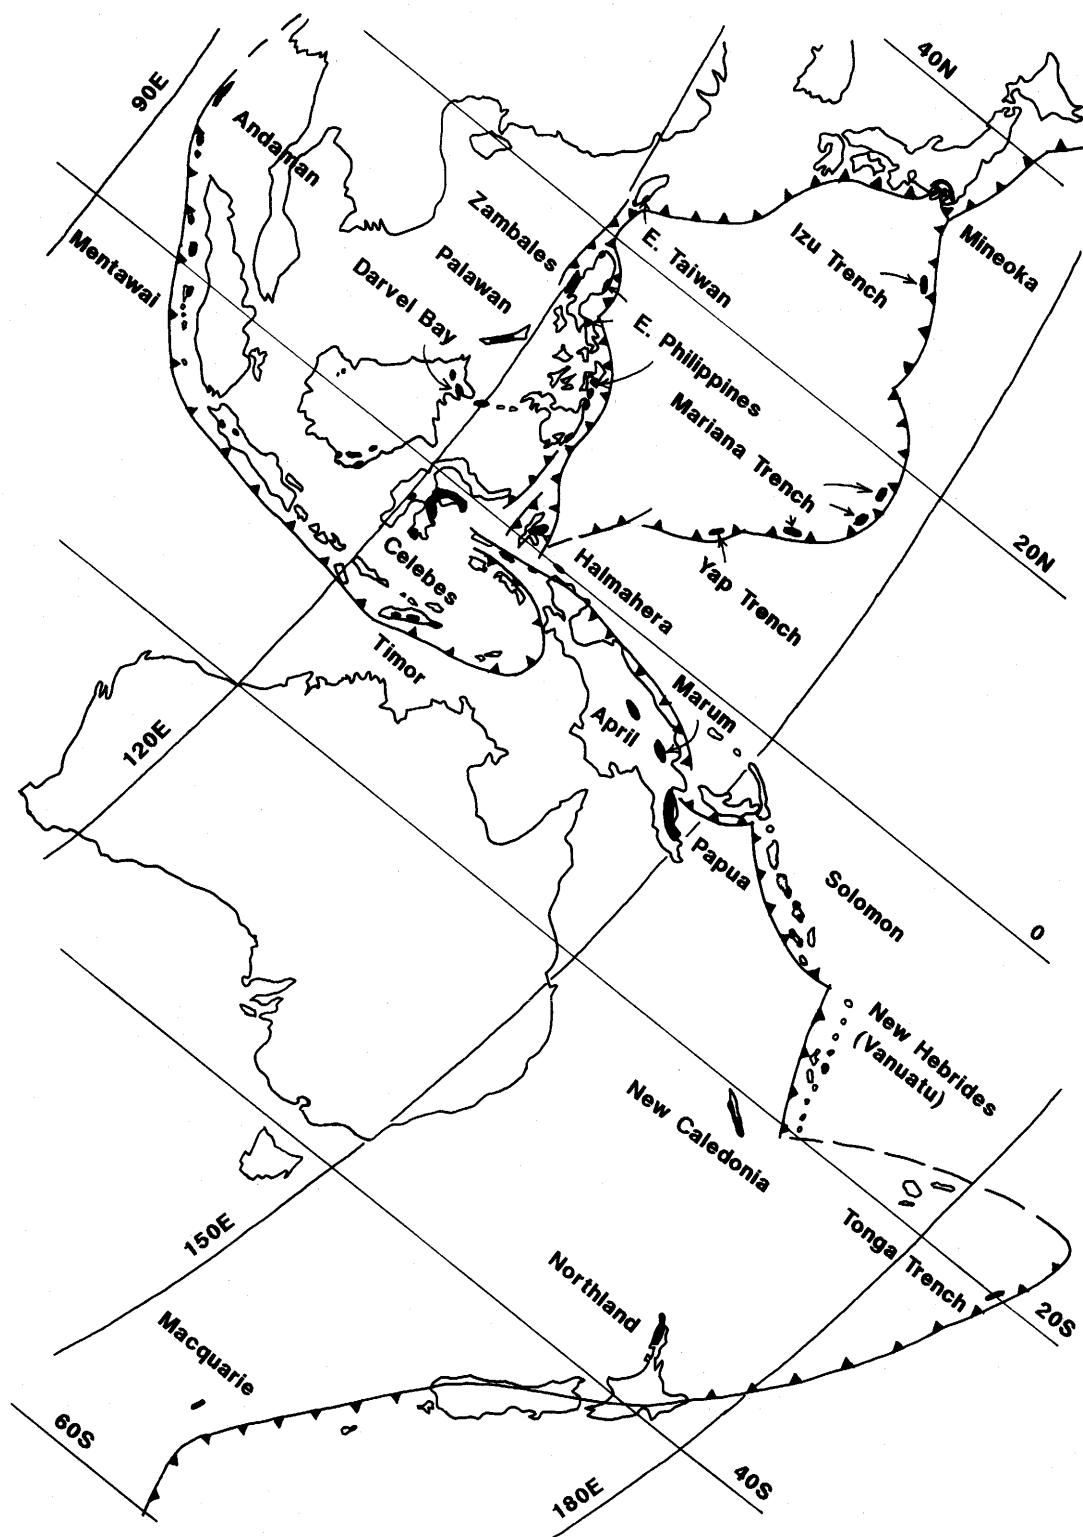 40N
90E
Andaman
Zambales
Mentawai
Palawan
E. Taiwan
Izu Trench
Mineoka
Darvel Bay
E. Philippines
Mariana Trench
20N
Celebes
Halmahera
Yap Trench
Timor
Marum
April
120E
Papua
Solomon
0
New Hebrides
(Vanuatu)
New Caledonia
150E
Tonga Trench
Northland
20S
Macquarie
60S
40S
180E